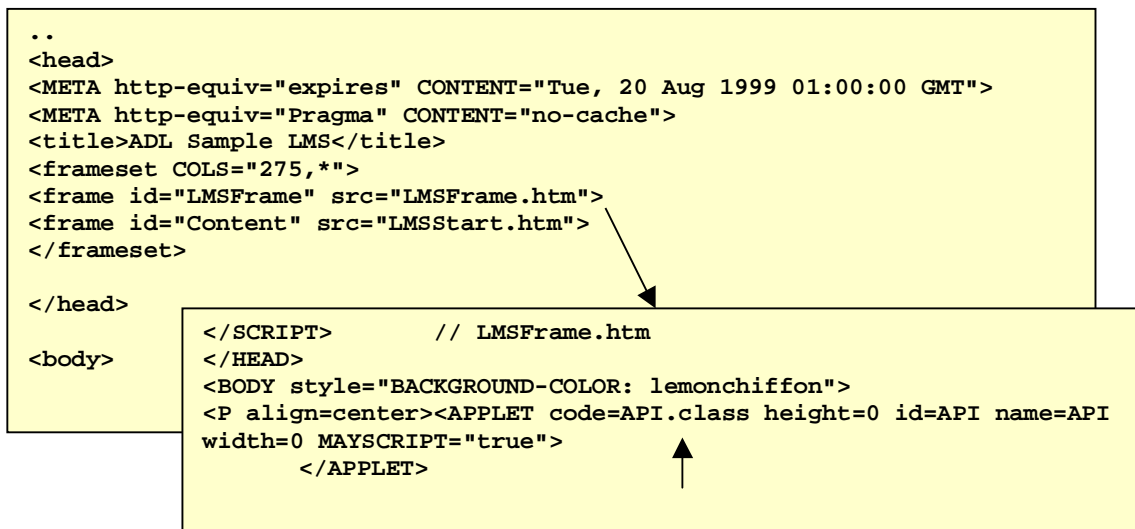 ..
<head>
<META http-equiv="expires" CONTENT="Tue, 20 Aug 1999 01:00:00 GMT">
<META http-equiv="Pragma" CONTENT="no-cache">
<title>ADL Sample LMS</title>
<frameset COLS="275,*">
<frame id="LMSFrame" src="LMSFrame.htm">
<frame id="Content" src="LMSStart.htm">
</frameset>
</head>
<body>
</SCRIPT> // LMSFrame.htm
</HEAD>
<BODY style="BACKGROUND-COLOR: lemonchiffon">
<P align=center><APPLET code=API.class height=0 id=API name=API
width=0 MAYSCRIPT="true">
</APPLET>